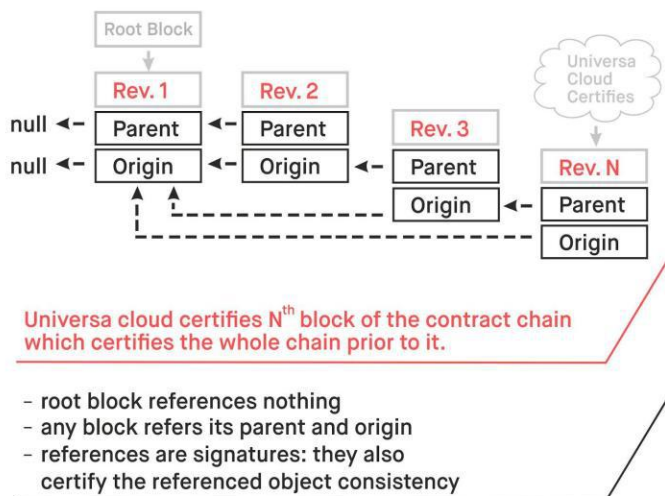 Root Block
Rev. 1
Rev. 2
Universa
Cloud
Certifies
null
Parent
Parent
Rev. 3
null
Origin
Origin
Parent
Rev. N
Origin
Parent
Origin
Universa cloud certifies Nth block of the contract chain
which certifies the whole chain prior to it.
- root block references nothing
- any block refers its parent and origin
- references are signatures: they also
certify the referenced object consistency